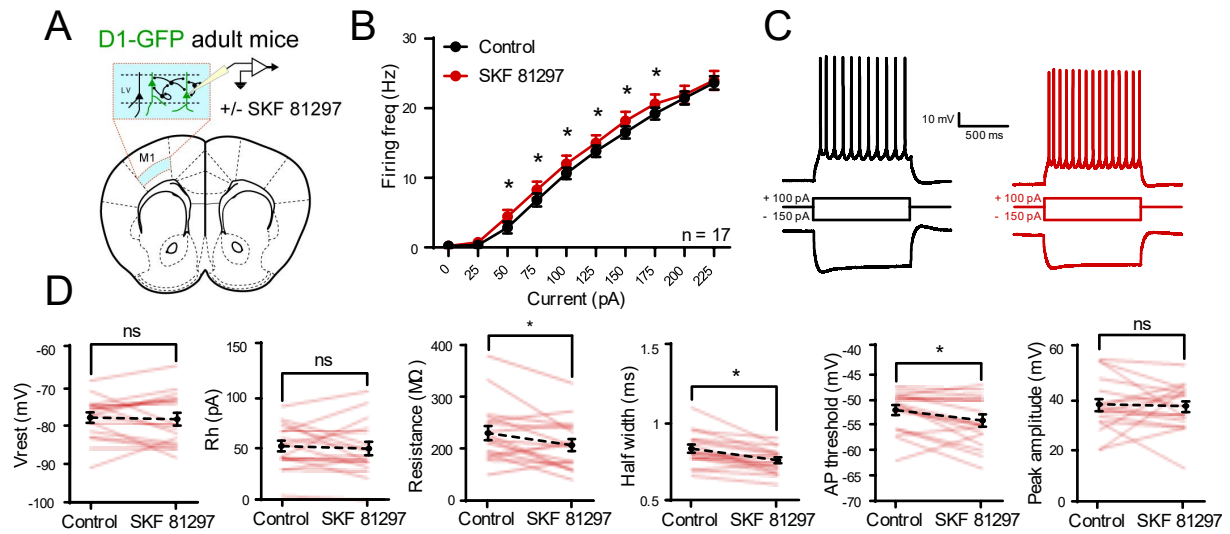 A
D1-GFP adult mice
LV
+/- SKF 81297
M1
B
Firing freq (Hz)
30
20
10
0
Control
SKF 81297
* * * * * *
n = 17
0 25 50 75 100 125 150 175 200 225
Current (pA)
C
10 mV
500 ms
+ 100 pA
- 150 pA
+ 100 pA
- 150 pA
D
Vrest (mV)
-60
-70
-80
-90
-100
ns
Control SKF 81297
Rh (pA)
150
100
50
0
ns
Control SKF 81297
Resistance (MΩ)
400
300
200
100
0
*
Control SKF 81297
Half width (ms)
1.5
1
0.5
*
Control SKF 81297
AP threshold (mV)
-40
-45
-50
-55
-60
-65
-70
*
Control SKF 81297
Peak amplitude (mV)
60
40
20
0
ns
Control SKF 81297